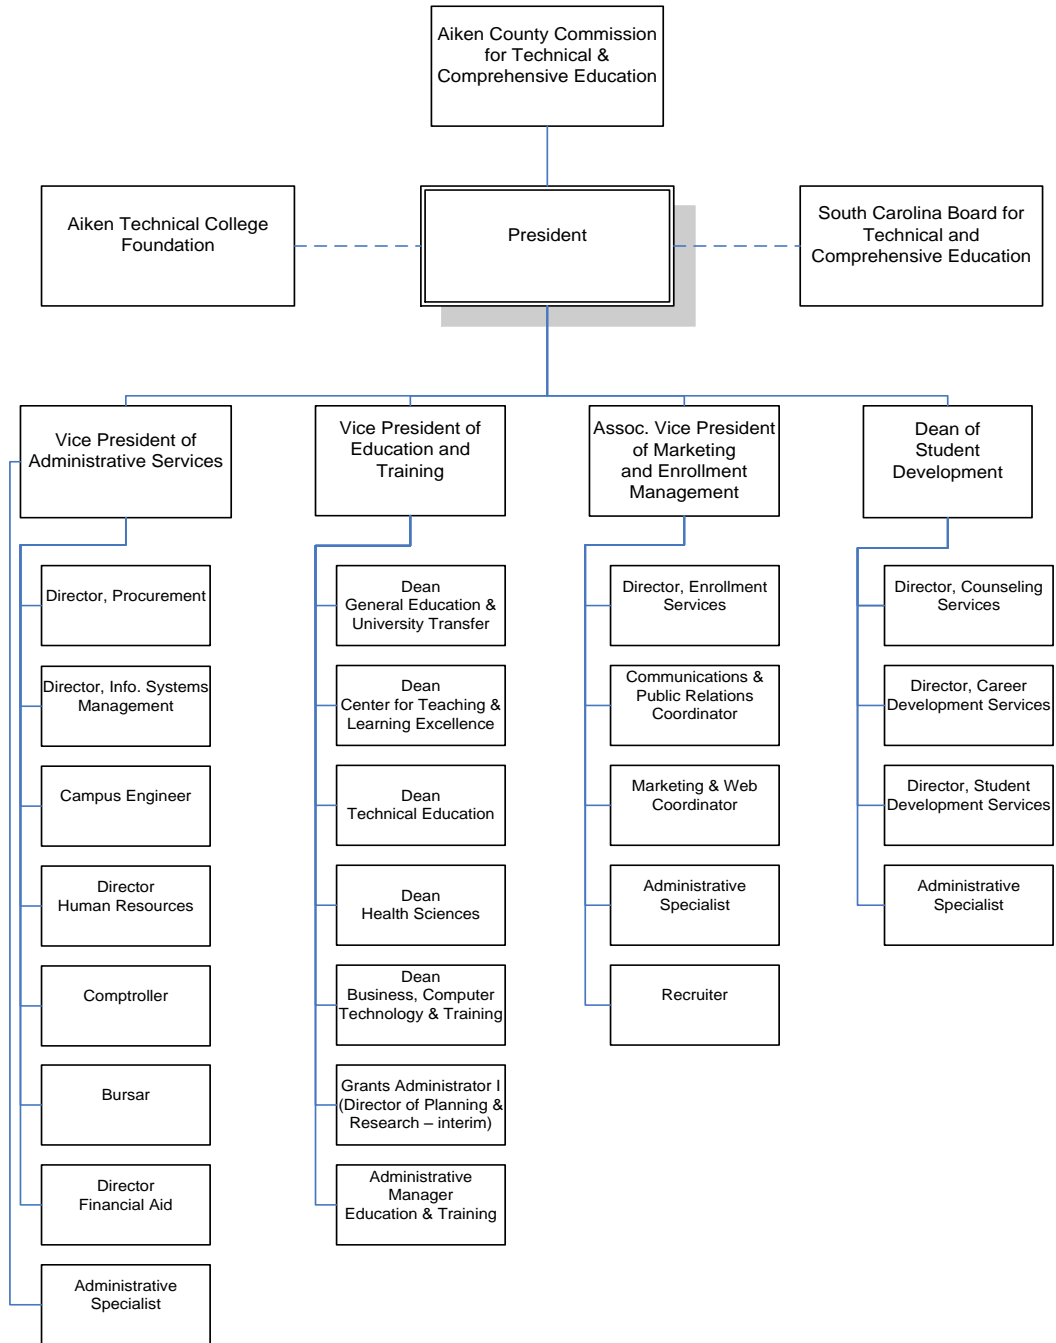 Aiken County Commission
for Technical &
Comprehensive Education
Aiken Technical College
Foundation
President
South Carolina Board for
Technical and
Comprehensive Education
Vice President of
Administrative Services
Director, Procurement
Director, Info. Systems
Management
Campus Engineer
Director
Human Resources
Comptroller
Bursar
Director
Financial Aid
Administrative
Specialist
Vice President of
Education and
Training
Dean
General Education &
University Transfer
Dean
Center for Teaching &
Learning Excellence
Dean
Technical Education
Dean
Health Sciences
Dean
Business, Computer
Technology & Training
Grants Administrator I
(Director of Planning &
Research – interim)
Administrative
Manager
Education & Training
Assoc. Vice President
of Marketing
and Enrollment
Management
Director, Enrollment
Services
Communications &
Public Relations
Coordinator
Marketing & Web
Coordinator
Administrative
Specialist
Recruiter
Dean of
Student
Development
Director, Counseling
Services
Director, Career
Development Services
Director, Student
Development Services
Administrative
Specialist